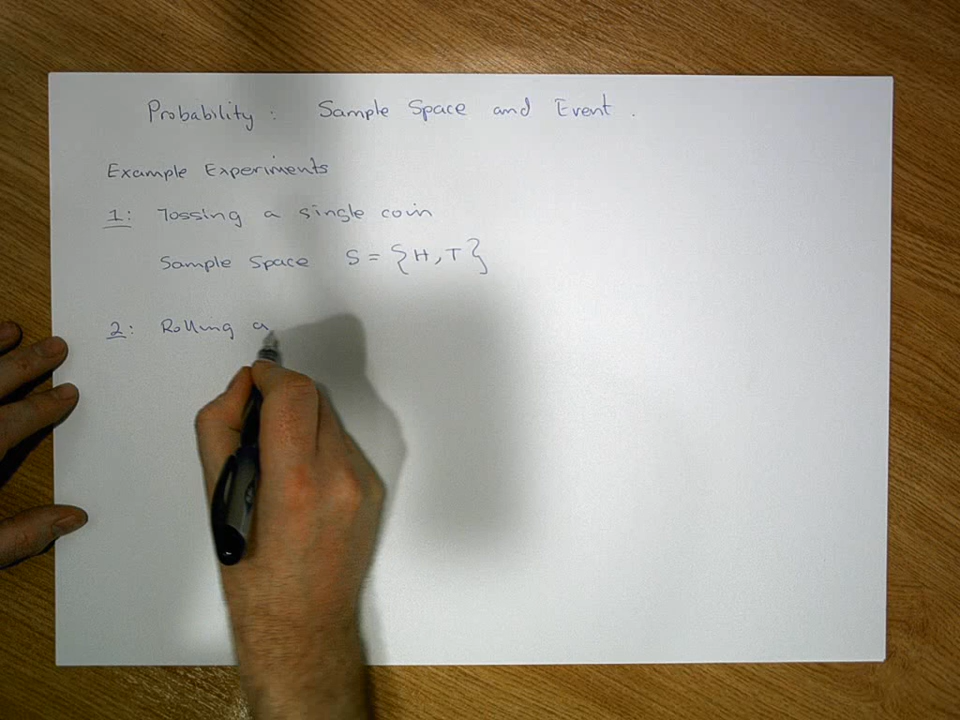 Probability : Sample Space and Event .
Example Experiments
1: Tossing a single coin
Sample Space S = {H, T}
2: Rolling a